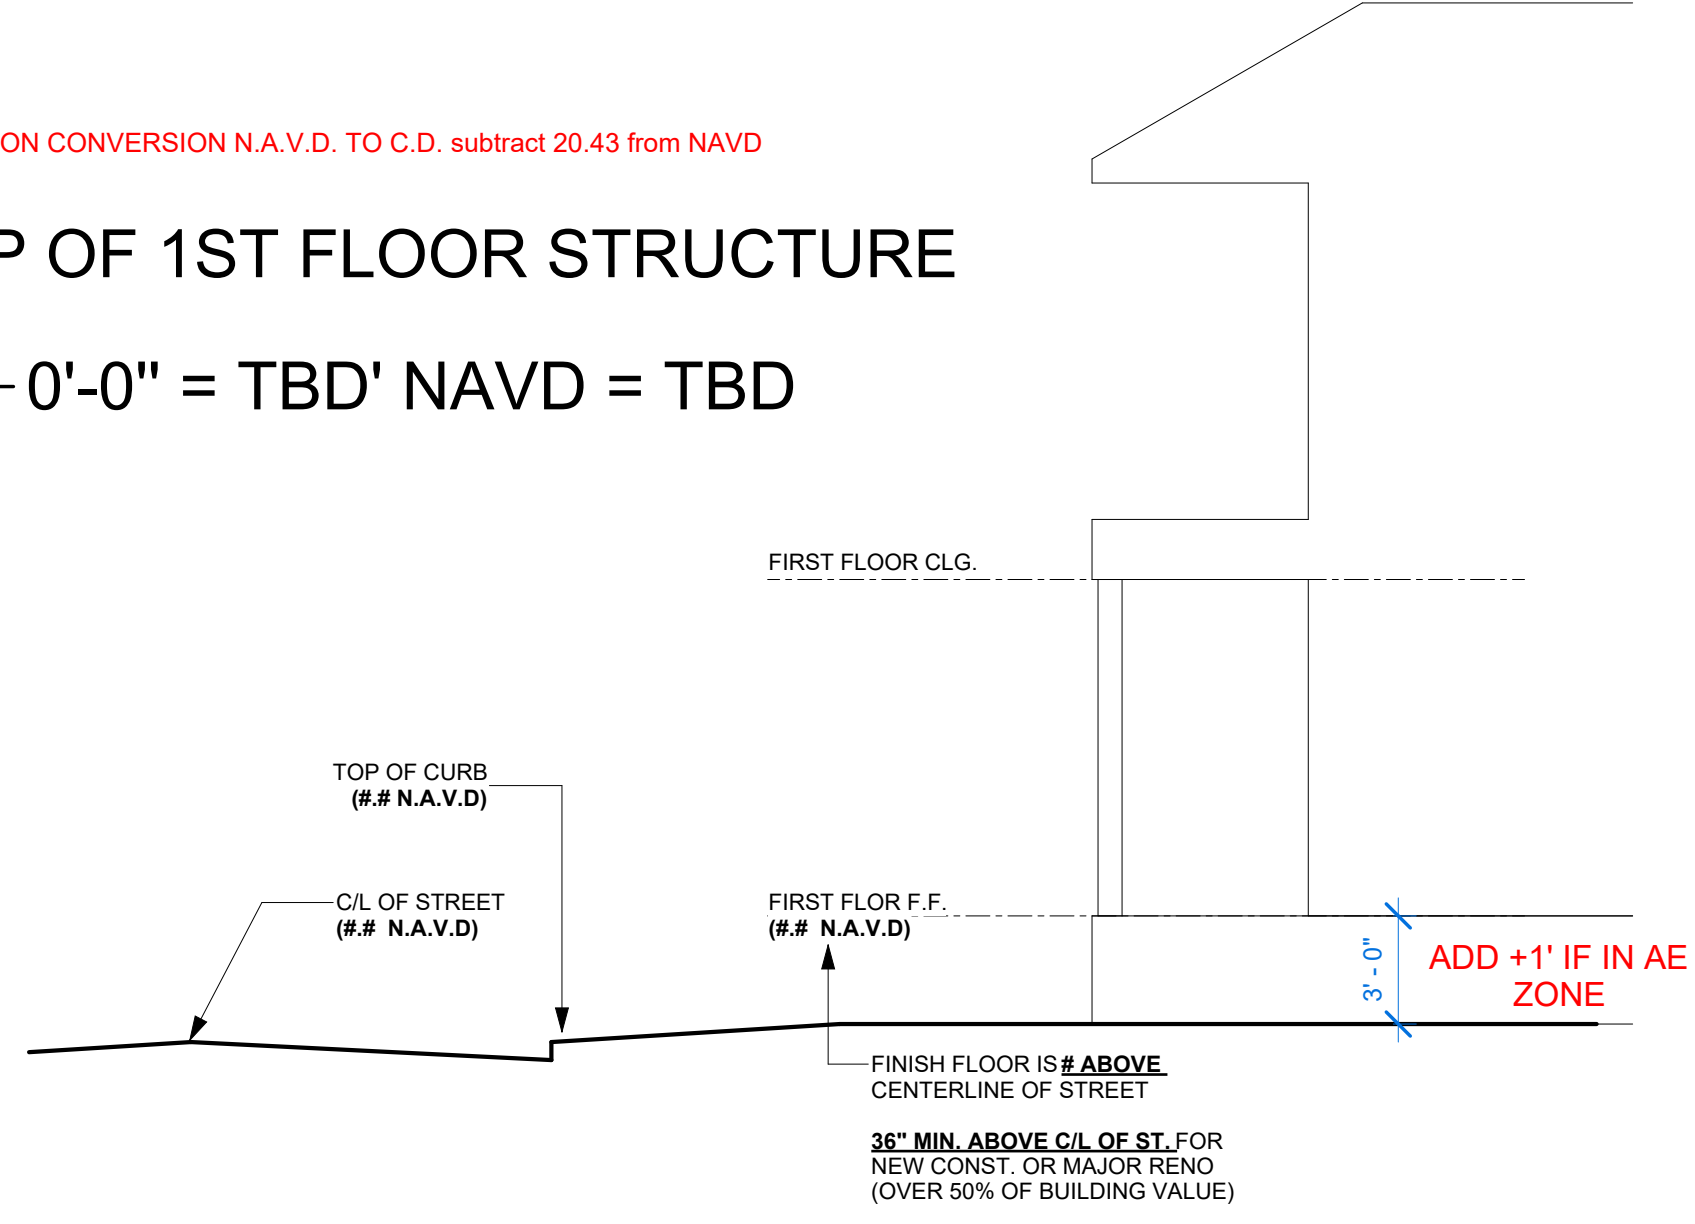 ON CONVERSION N.A.V.D. TO C.D. subtract 20.43 from NAVD
P OF 1ST FLOOR STRUCTURE
0'-0" = TBD' NAVD = TBD
FIRST FLOOR CLG.
TOP OF CURB
(#.# N.A.V.D)
C/L OF STREET
(#.# N.A.V.D)
FIRST FLOR F.F.
(#.# N.A.V.D)
3' - 0"
ADD +1' IF IN AE
ZONE
FINISH FLOOR IS # ABOVE
CENTERLINE OF STREET
36" MIN. ABOVE C/L OF ST. FOR
NEW CONST. OR MAJOR RENO
(OVER 50% OF BUILDING VALUE)